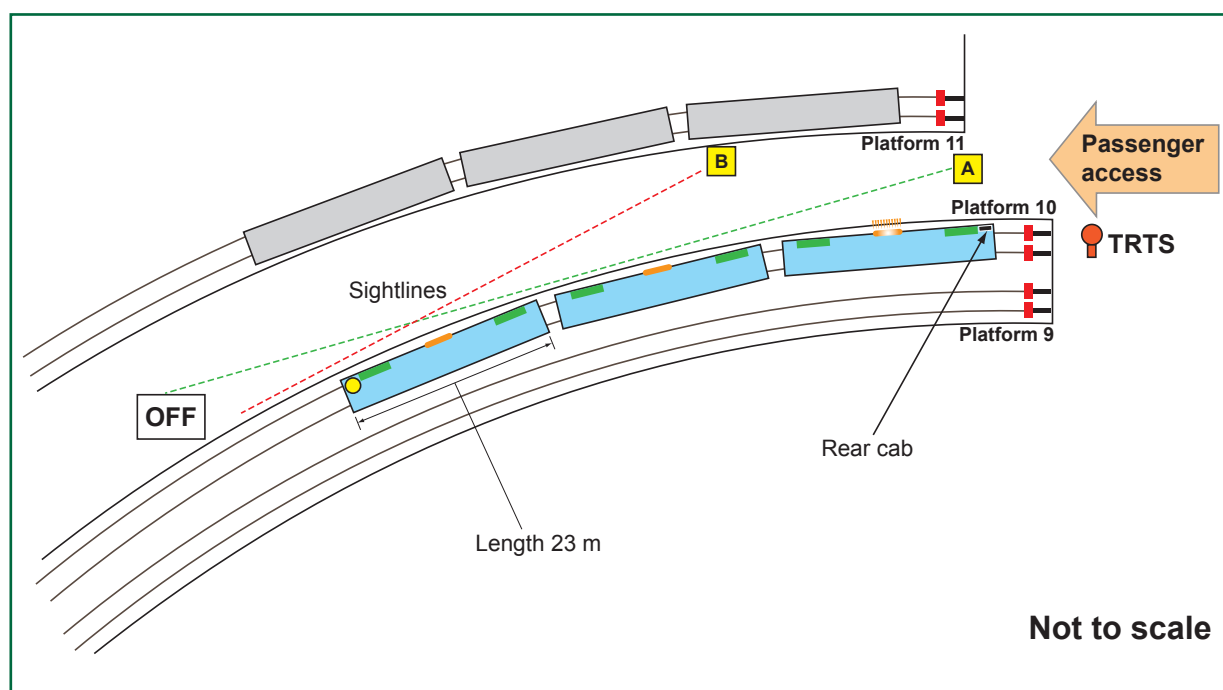 Platform 11
B
A
Passenger
access
Platform 10
TRTS
Sightlines
Platform 9
OFF
Rear cab
Length 23 m
Not to scale